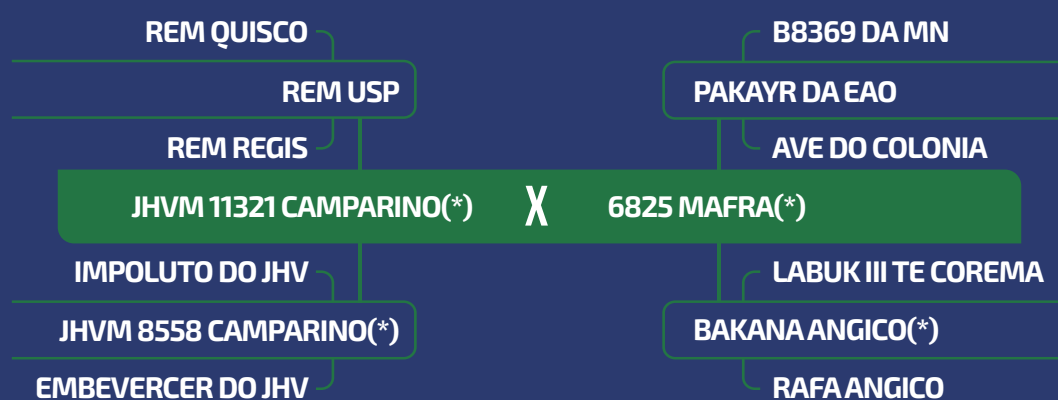 REM QUISCO
B8369 DA MN
REM USP
PAKAYR DA EAO
REM REGIS
AVE DO COLONIA
JHVM 11321 CAMPARINO(*) X 6825 MAFRA(*)
IMPOLUTO DO JHV
LABUK III TE COREMA
JHVM 8558 CAMPARINO(*)
BAKANA ANGICO(*)
EMBEVERCER DO JHV
RAFA ANGICO